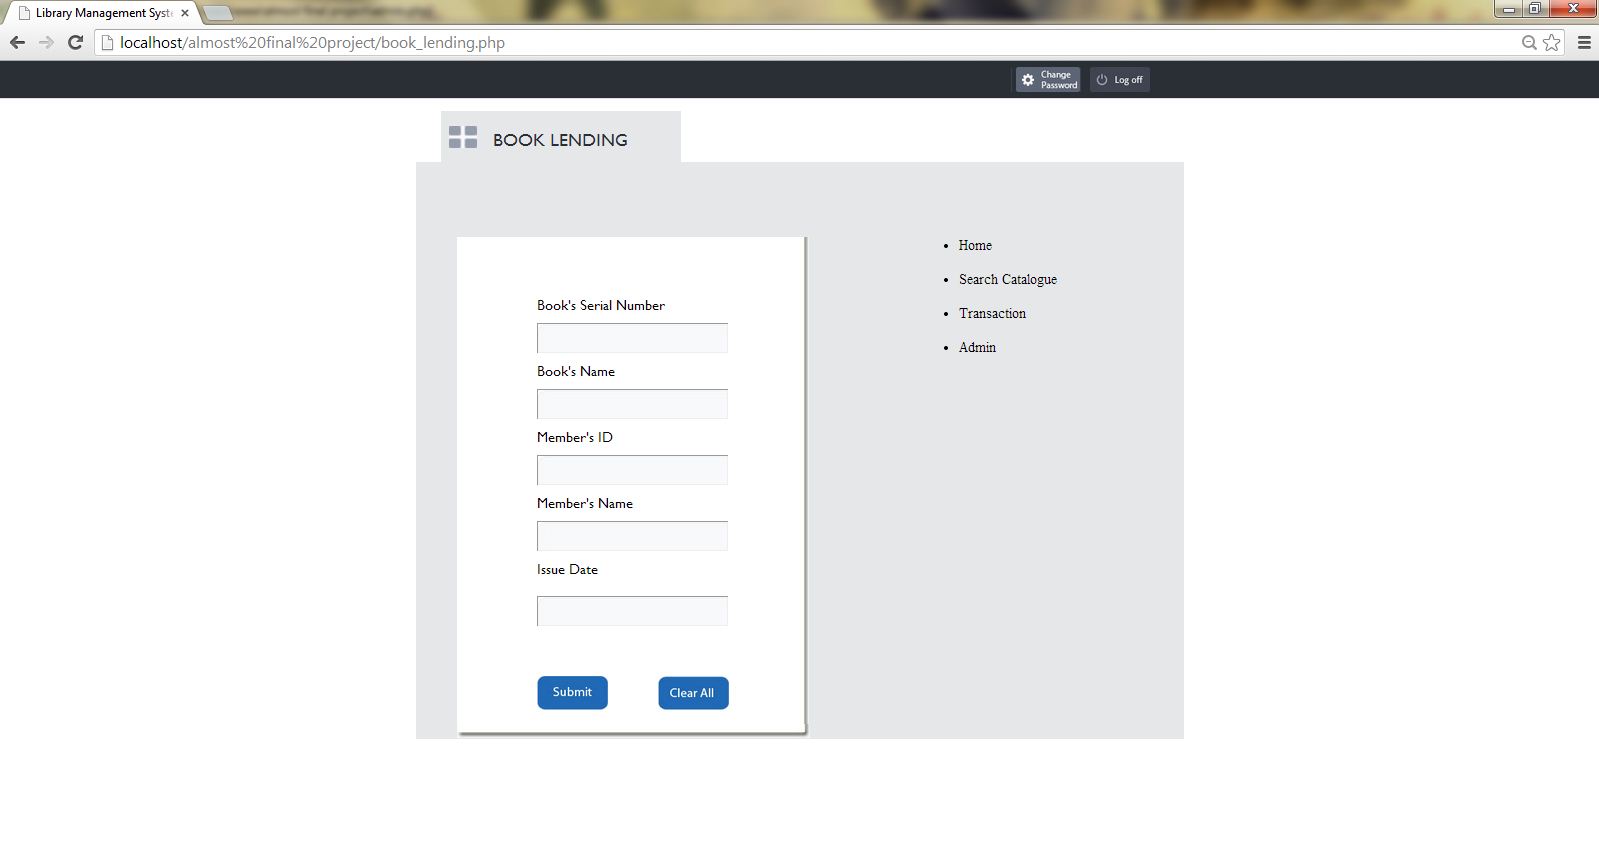 Library Management Syst
localhost/almost%20final%20project/book_lending.php
Change
Password
Log off
BOOK LENDING
Book's Serial Number
Book's Name
Member's ID
Member's Name
Issue Date
Submit
Clear All
Home
Search Catalogue
Transaction
Admin